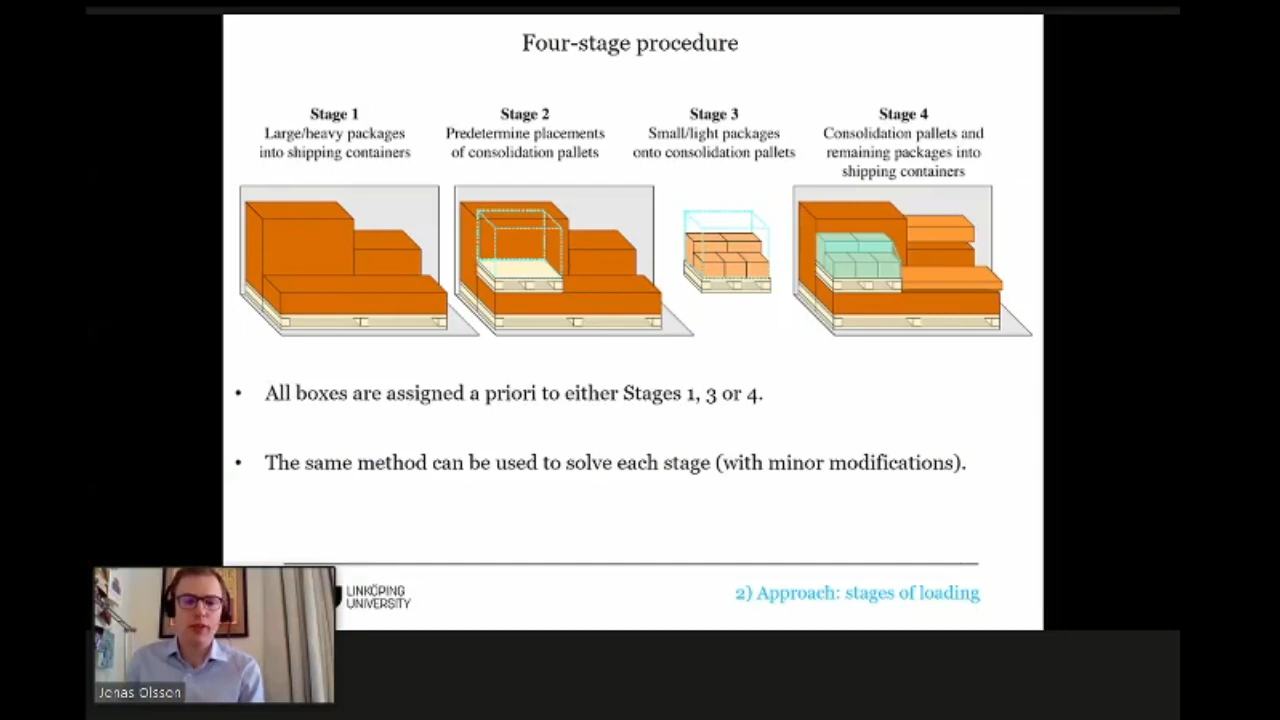 Four-stage procedure
Stage 1
Large/heavy packages
into shipping containers
Stage 2
Predetermine placements
of consolidation pallets
Stage 3
Small/light packages
onto consolidation pallets
Stage 4
Consolidation pallets and
remaining packages into
shipping containers
• All boxes are assigned a priori to either Stages 1, 3 or 4.
• The same method can be used to solve each stage (with minor modifications).
LINKÖPING
UNIVERSITY
2) Approach: stages of loading
Jonas Olsson